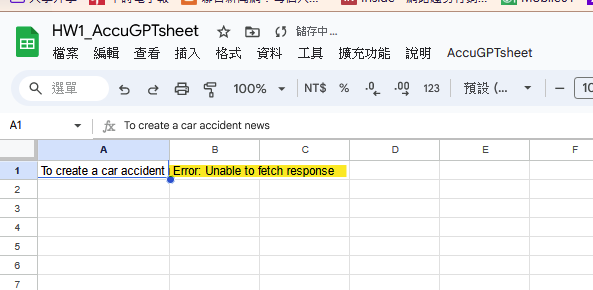 HW1_AccuGPTsheet 儲存中…
檔案 編輯 查看 插入 格式 資料 工具 擴充功能 說明 AccuGPTsheet
選單 100% NT$ % .0 .00 123 預設 (... 10
A1 fx To create a car accident news
A B C D E F
1 To create a car accident Error: Unable to fetch response
2
3
4
5
6
7